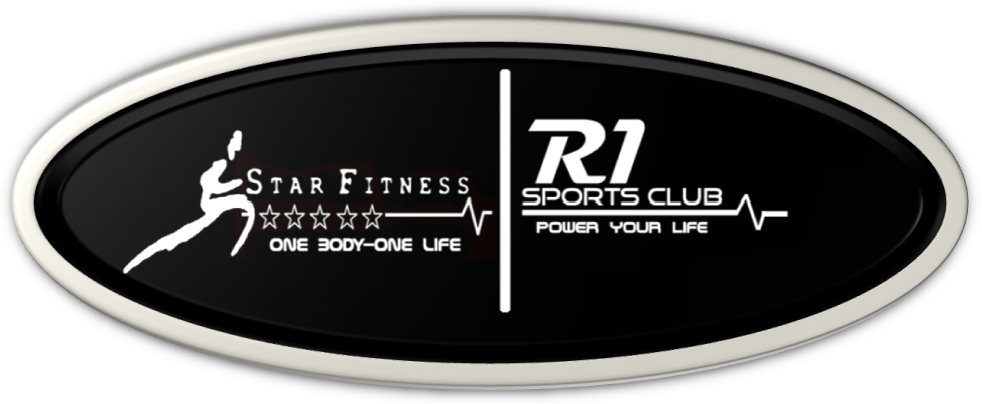 STAR FITNESS
ONE BODY-ONE LIFE
R1
SPORTS CLUB
POWER YOUR LIFE